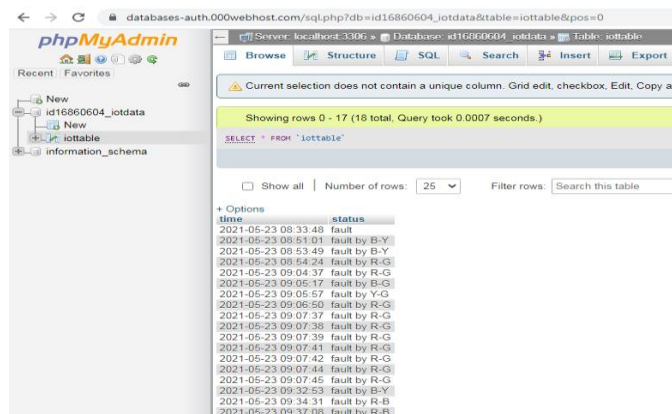 databases-auth.000webhost.com/sql.php?db=id16860604_iotdata&table=iottable&pos=0
phpMyAdmin
Recent Favorites
New
id16860604_iotdata
New
iottable
information_schema
Server: localhost:3306 » Database: id16860604_iotdata » Table: iottable
Browse Structure SQL Search Insert Export
Current selection does not contain a unique column. Grid edit, checkbox, Edit, Copy a
Showing rows 0 - 17 (18 total, Query took 0.0007 seconds.)
SELECT * FROM `iottable`
Show all | Number of rows: 25 Filter rows: Search this table
+ Options
time status
2021-05-23 08:33:48 fault
2021-05-23 08:51:01 fault by B-Y
2021-05-23 08:53:49 fault by B-Y
2021-05-23 08:54:24 fault by R-G
2021-05-23 09:04:37 fault by R-G
2021-05-23 09:05:17 fault by B-G
2021-05-23 09:05:57 fault by Y-G
2021-05-23 09:06:50 fault by R-G
2021-05-23 09:07:37 fault by R-G
2021-05-23 09:07:38 fault by R-G
2021-05-23 09:07:39 fault by R-G
2021-05-23 09:07:41 fault by R-G
2021-05-23 09:07:42 fault by R-G
2021-05-23 09:07:44 fault by R-G
2021-05-23 09:07:45 fault by R-G
2021-05-23 09:32:53 fault by B-Y
2021-05-23 09:34:31 fault by R-B
2021-05-23 09:37:08 fault by R-B